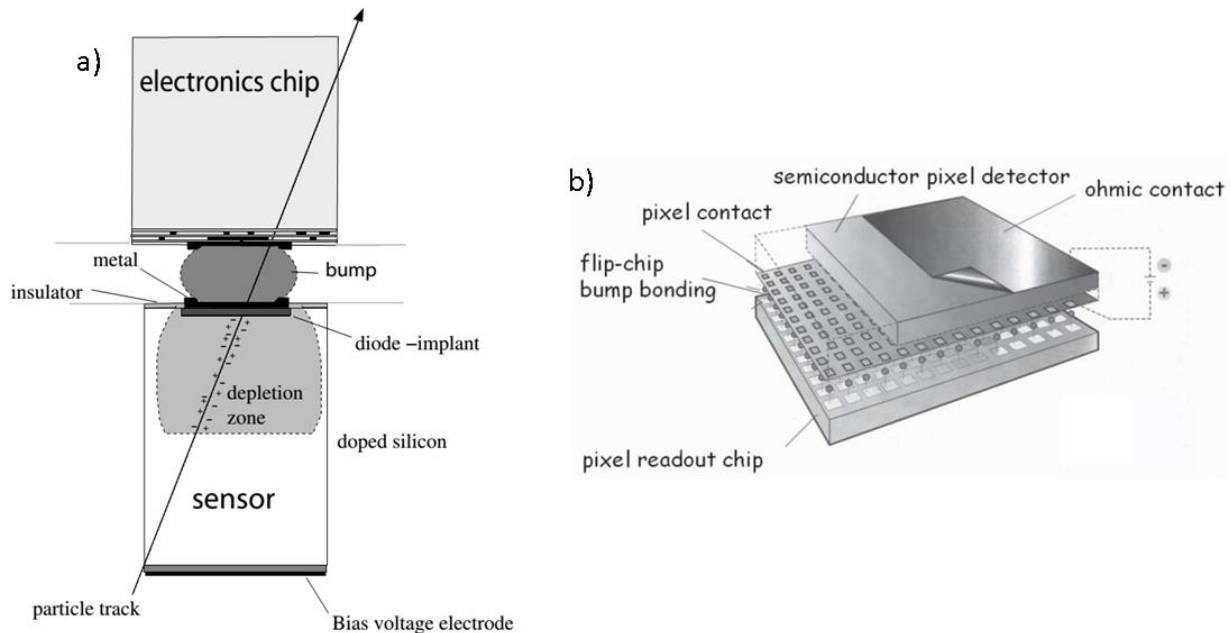 a)
electronics chip
metal
bump
insulator
diode –implant
depletion
zone
doped silicon
sensor
particle track
Bias voltage electrode
b)
semiconductor pixel detector
ohmic contact
pixel contact
flip-chip
bump bonding
pixel readout chip